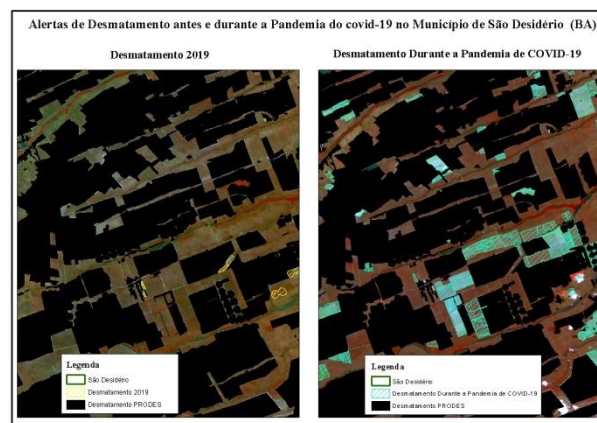 Alertas de Desmatamento antes e durante a Pandemia do covid-19 no Município de São Desidério (BA)
Desmatamento 2019
Desmatamento Durante a Pandemia de COVID-19
Legenda
São Desidério
Desmatamento 2019
Desmatamento PRODES
Legenda
São Desidério
Desmatamento Durante a Pandemia de COVID-19
Desmatamento PRODES